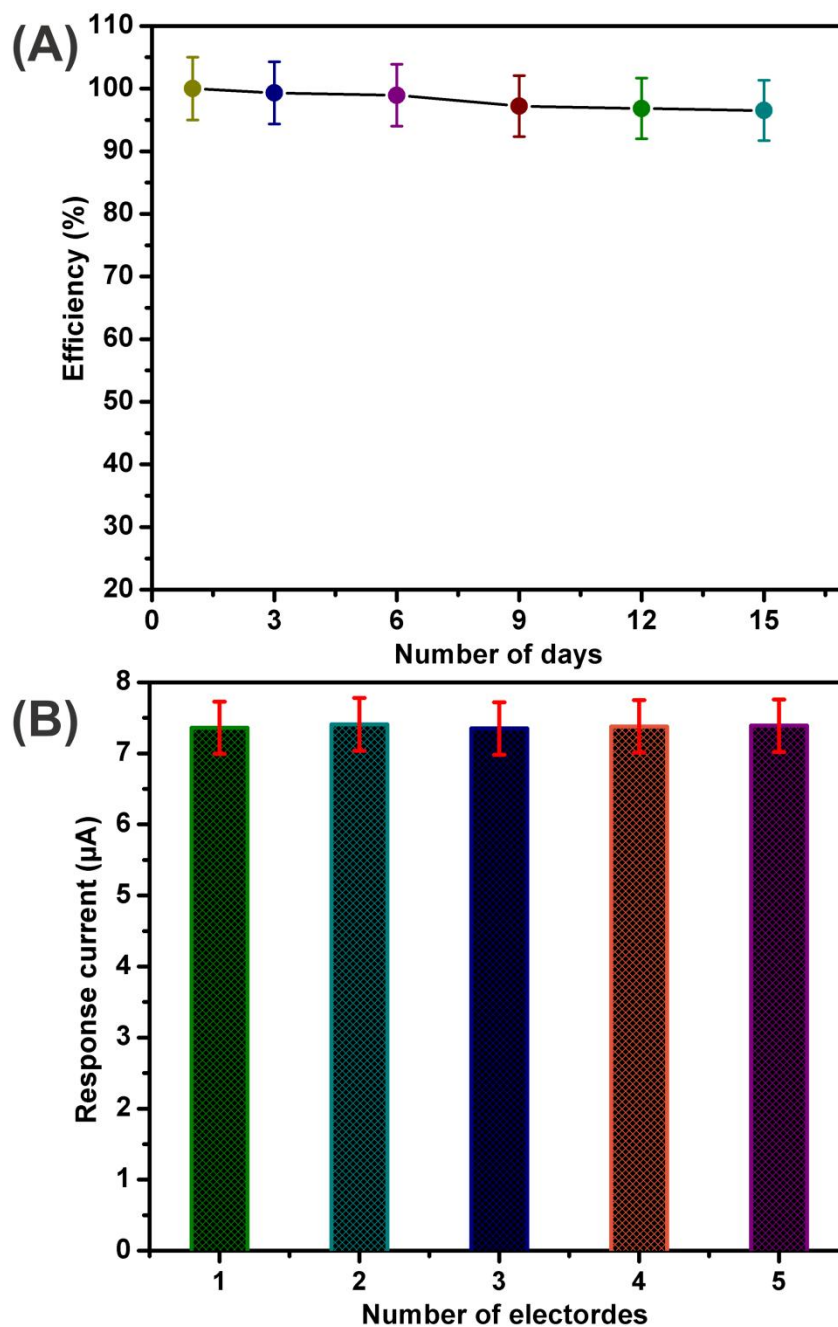 (A)
Efficiency (%)
110
100
90
80
70
60
50
40
30
20
0 3 6 9 12 15
Number of days
(B)
Response current (µA)
8
7
6
5
4
3
2
1
0
1 2 3 4 5
Number of electordes